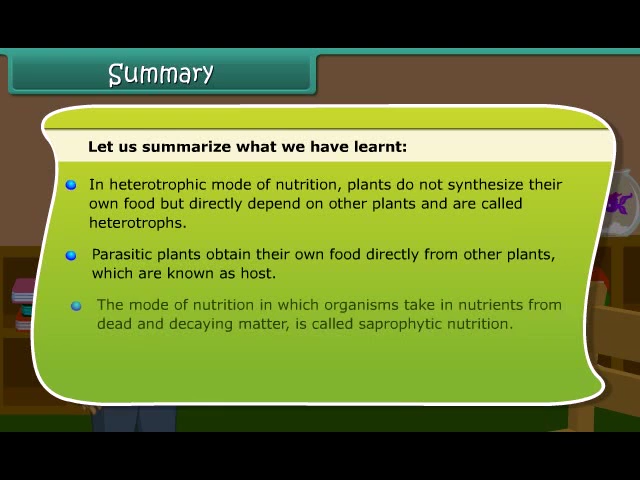 Summary
Let us summarize what we have learnt:
In heterotrophic mode of nutrition, plants do not synthesize their
own food but directly depend on other plants and are called
heterotrophs.
Parasitic plants obtain their own food directly from other plants,
which are known as host.
The mode of nutrition in which organisms take in nutrients from
dead and decaying matter, is called saprophytic nutrition.